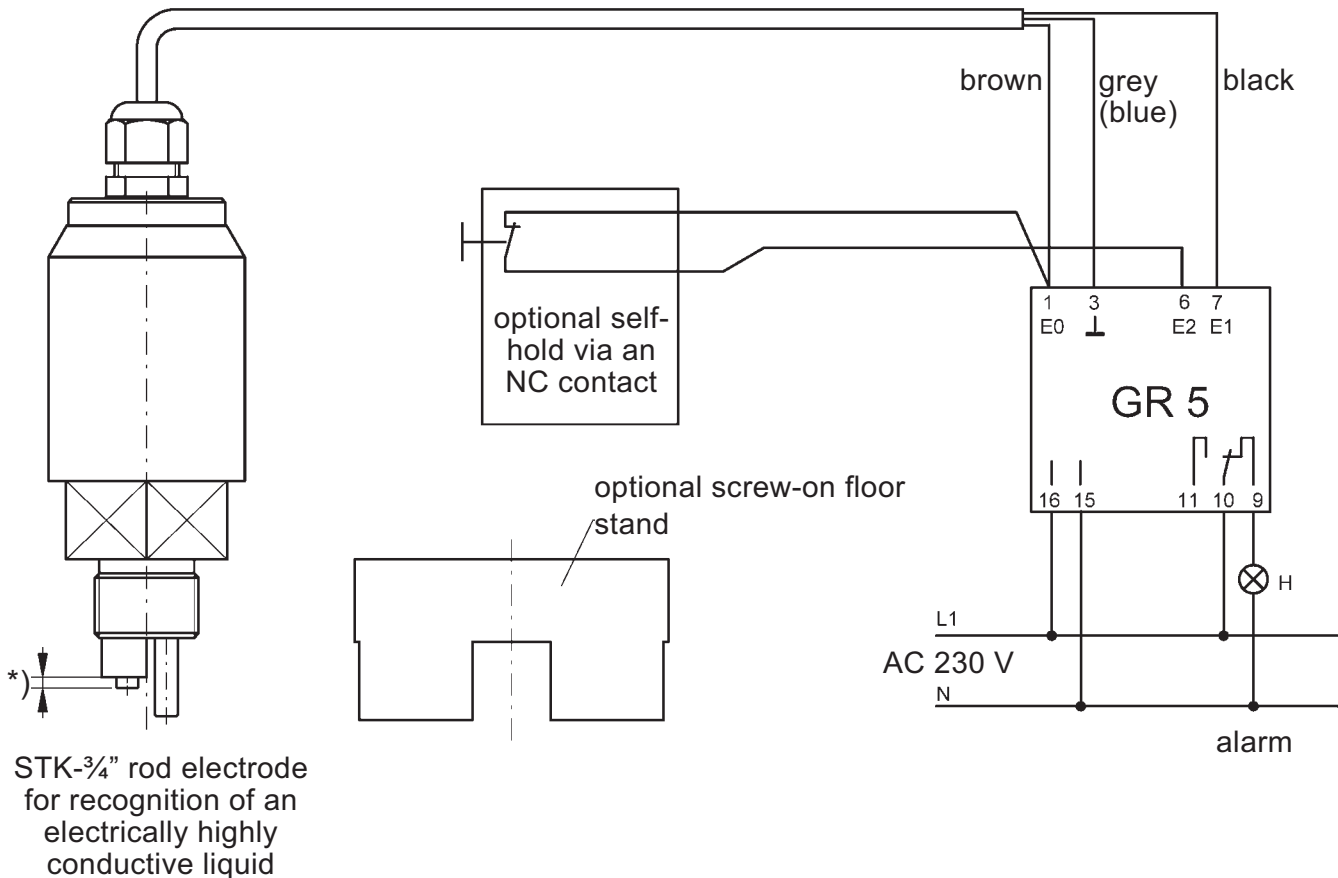 brown
grey
(blue)
black
optional self-
hold via an
NC contact
1 3 6 7
E0 E2 E1
GR 5
16 15 11 10 9
H
optional screw-on floor
stand
L1
AC 230 V
N
alarm
*)
STK-¾” rod electrode
for recognition of an
electrically highly
conductive liquid